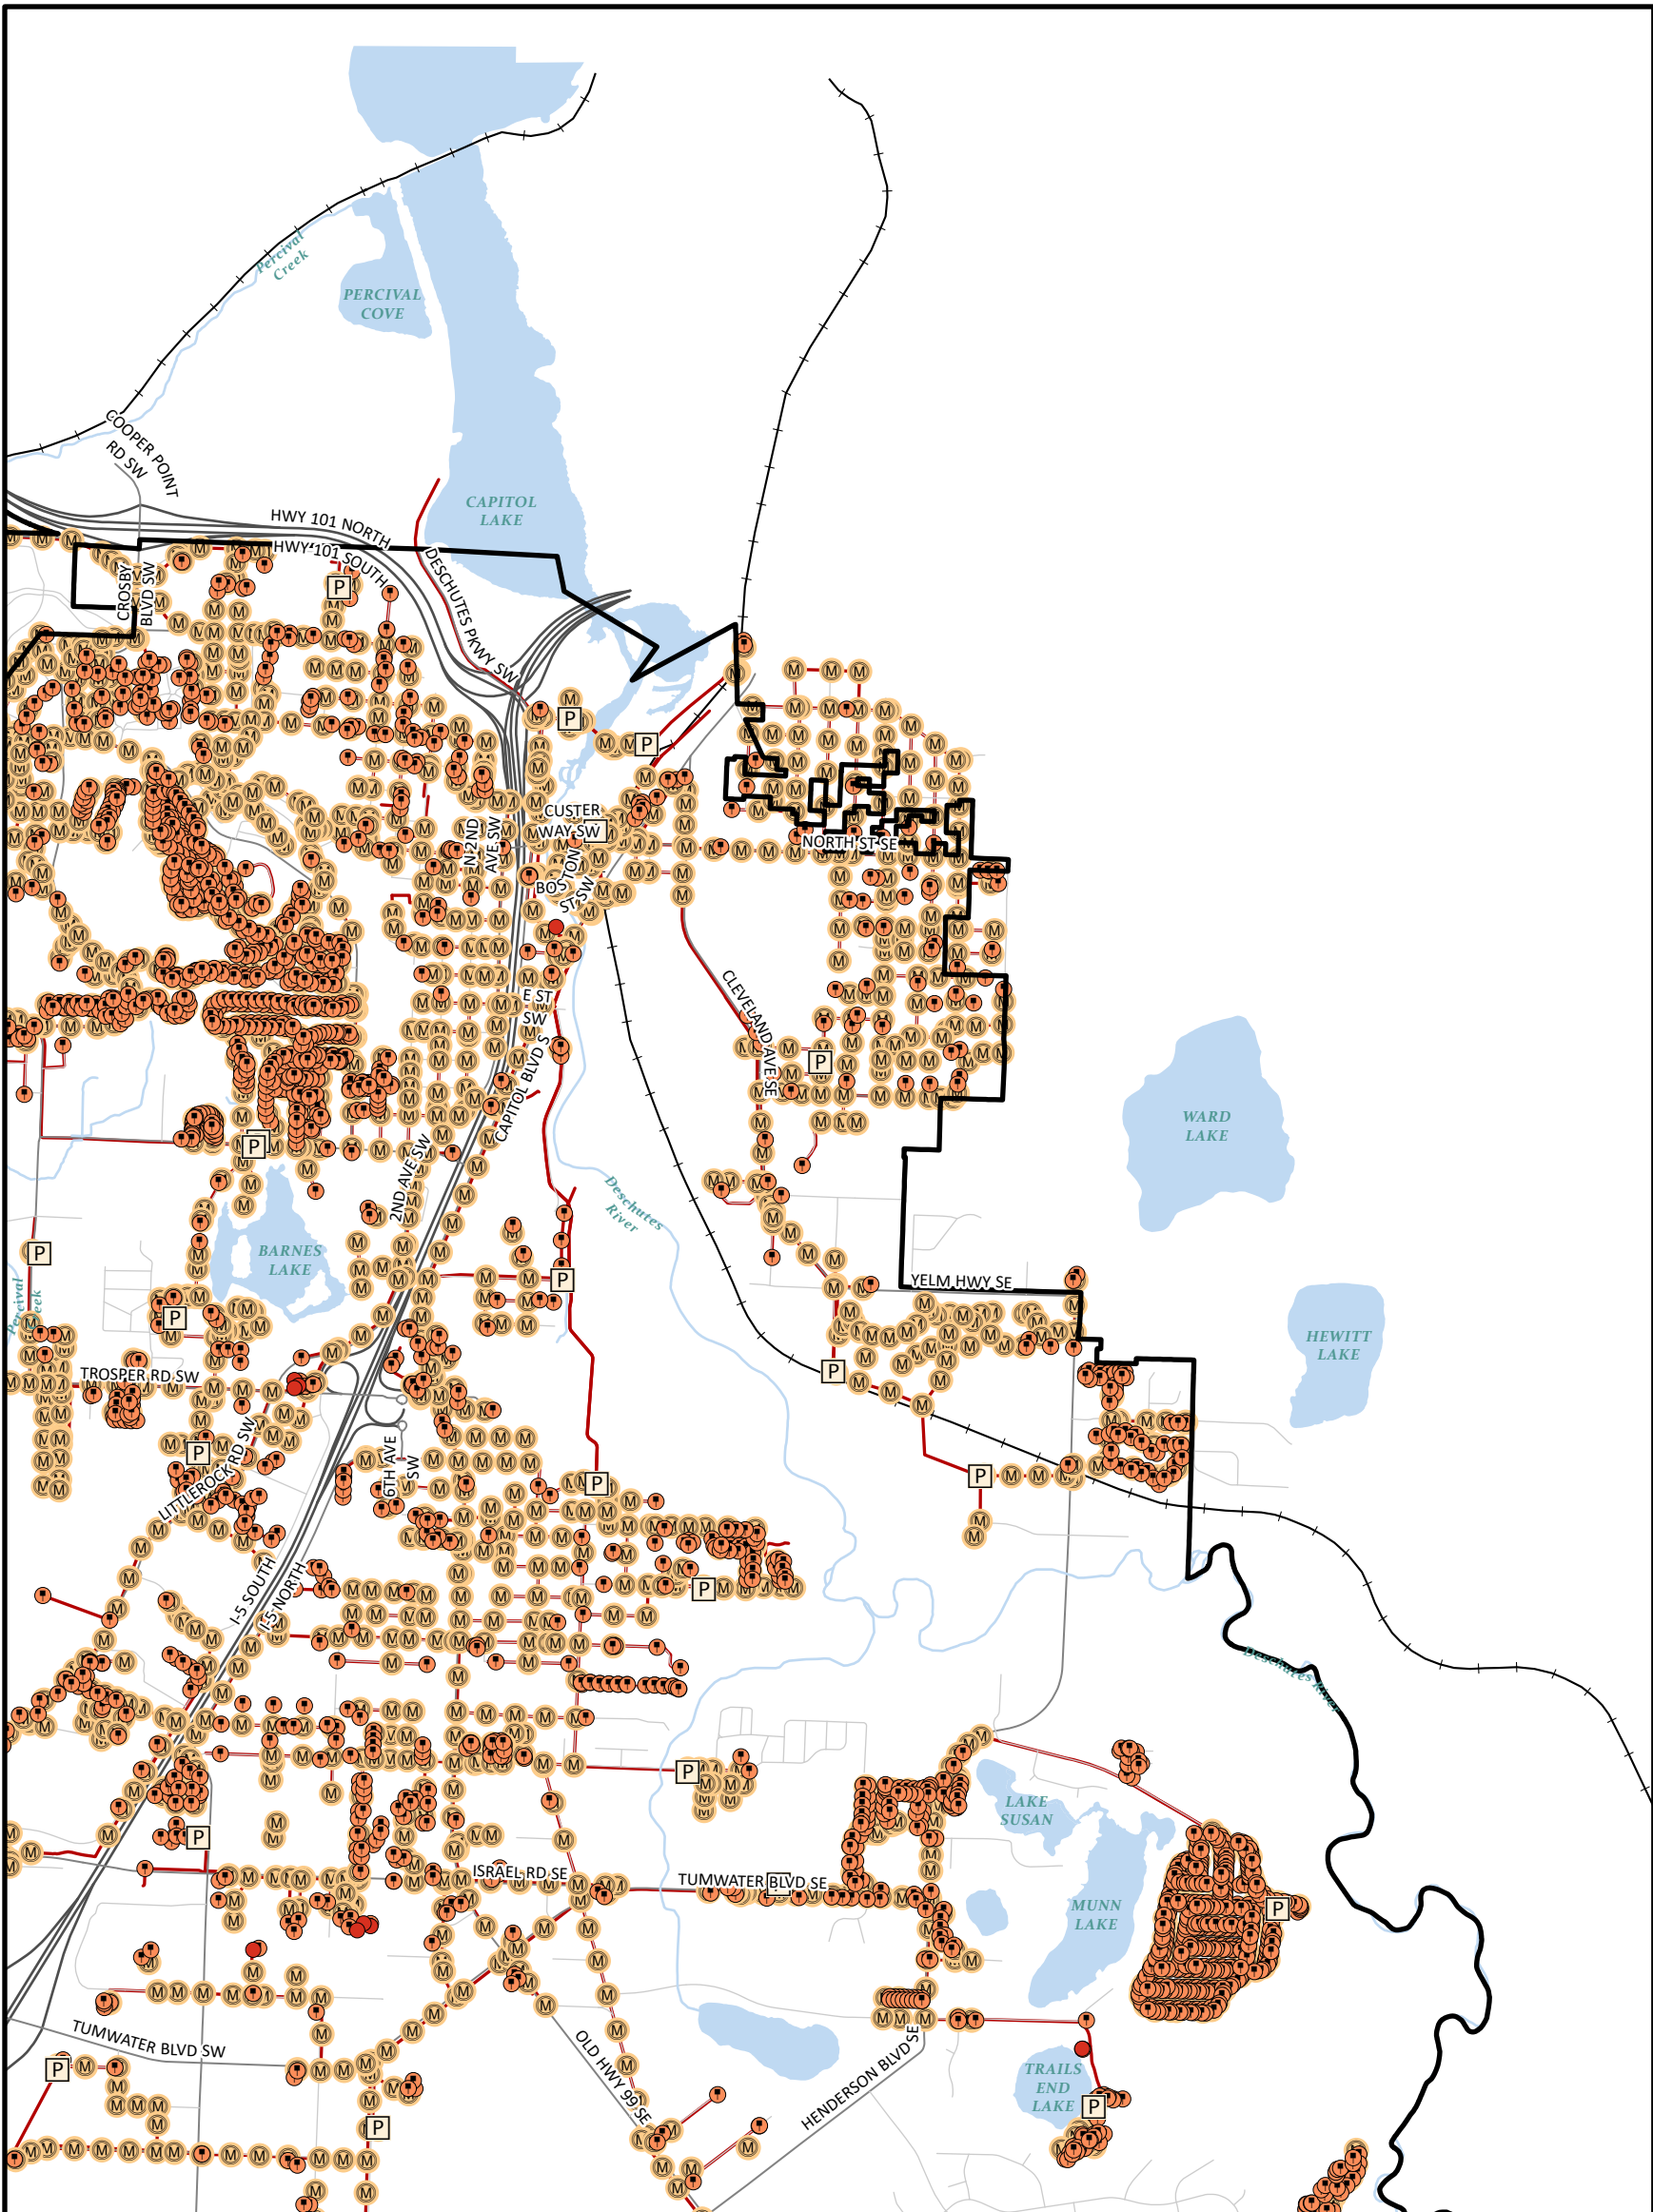 Percival
Creek
PERCIVAL
COVE
COOPER POINT
RD SW
CAPITOL
LAKE
HWY 101 NORTH
HWY 101 SOUTH
CROSBY
BLVD SW
DESCHUTES PKWY SW
CUSTER
WAY SW
N 2ND
AVE SW
NORTH ST SE
BOSTON
ST SW
E ST
SW
CLEVELAND AVE SE
CAPITOL BLVD S
2ND AVE SW
Deschutes
River
WARD
LAKE
BARNES
LAKE
YELM HWY SE
Percival
Creek
HEWITT
LAKE
TROSPER RD SW
LITTLEROCK RD SW
6TH AVE
SW
I-5 SOUTH
I-5 NORTH
Deschutes River
LAKE
SUSAN
ISRAEL RD SE
TUMWATER BLVD SE
MUNN
LAKE
TUMWATER BLVD SW
OLD HWY 99 SE
HENDERSON BLVD SE
TRAILS
END
LAKE